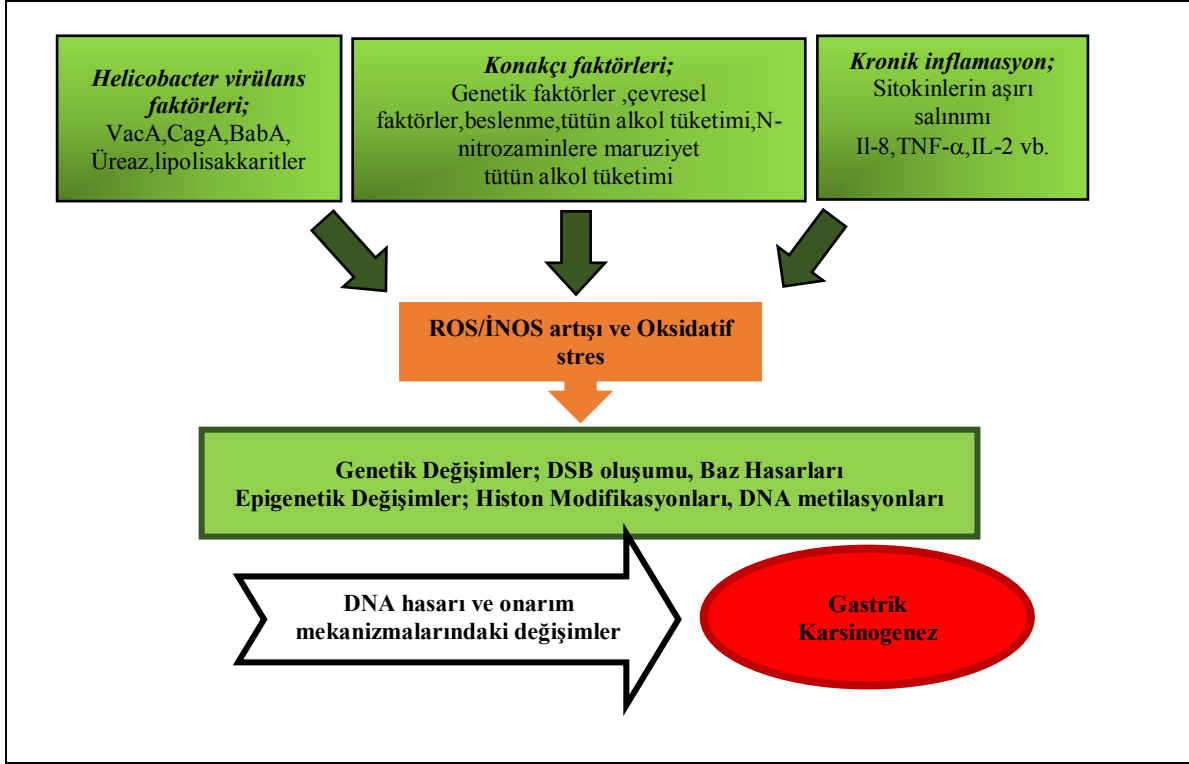 Helicobacter virülans
faktörleri;
VacA,CagA,BabA,
Üreaz,lipolisakkaritler
Konakçı faktörleri;
Genetik faktörler ,çevresel
faktörler,beslenme,tütün alkol tüketimi,N-
nitrozaminlere maruziyet
tütün alkol tüketimi
Kronik inflamasyon;
Sitokinlerin aşırı
salınımı
Il-8,TNF-α,IL-2 vb.
ROS/İNOS artışı ve Oksidatif
stres
Genetik Değişimler; DSB oluşumu, Baz Hasarları
Epigenetik Değişimler; Histon Modifikasyonları, DNA metilasyonları
DNA hasarı ve onarım
mekanizmalarındaki değişimler
Gastrik
Karsinogenez